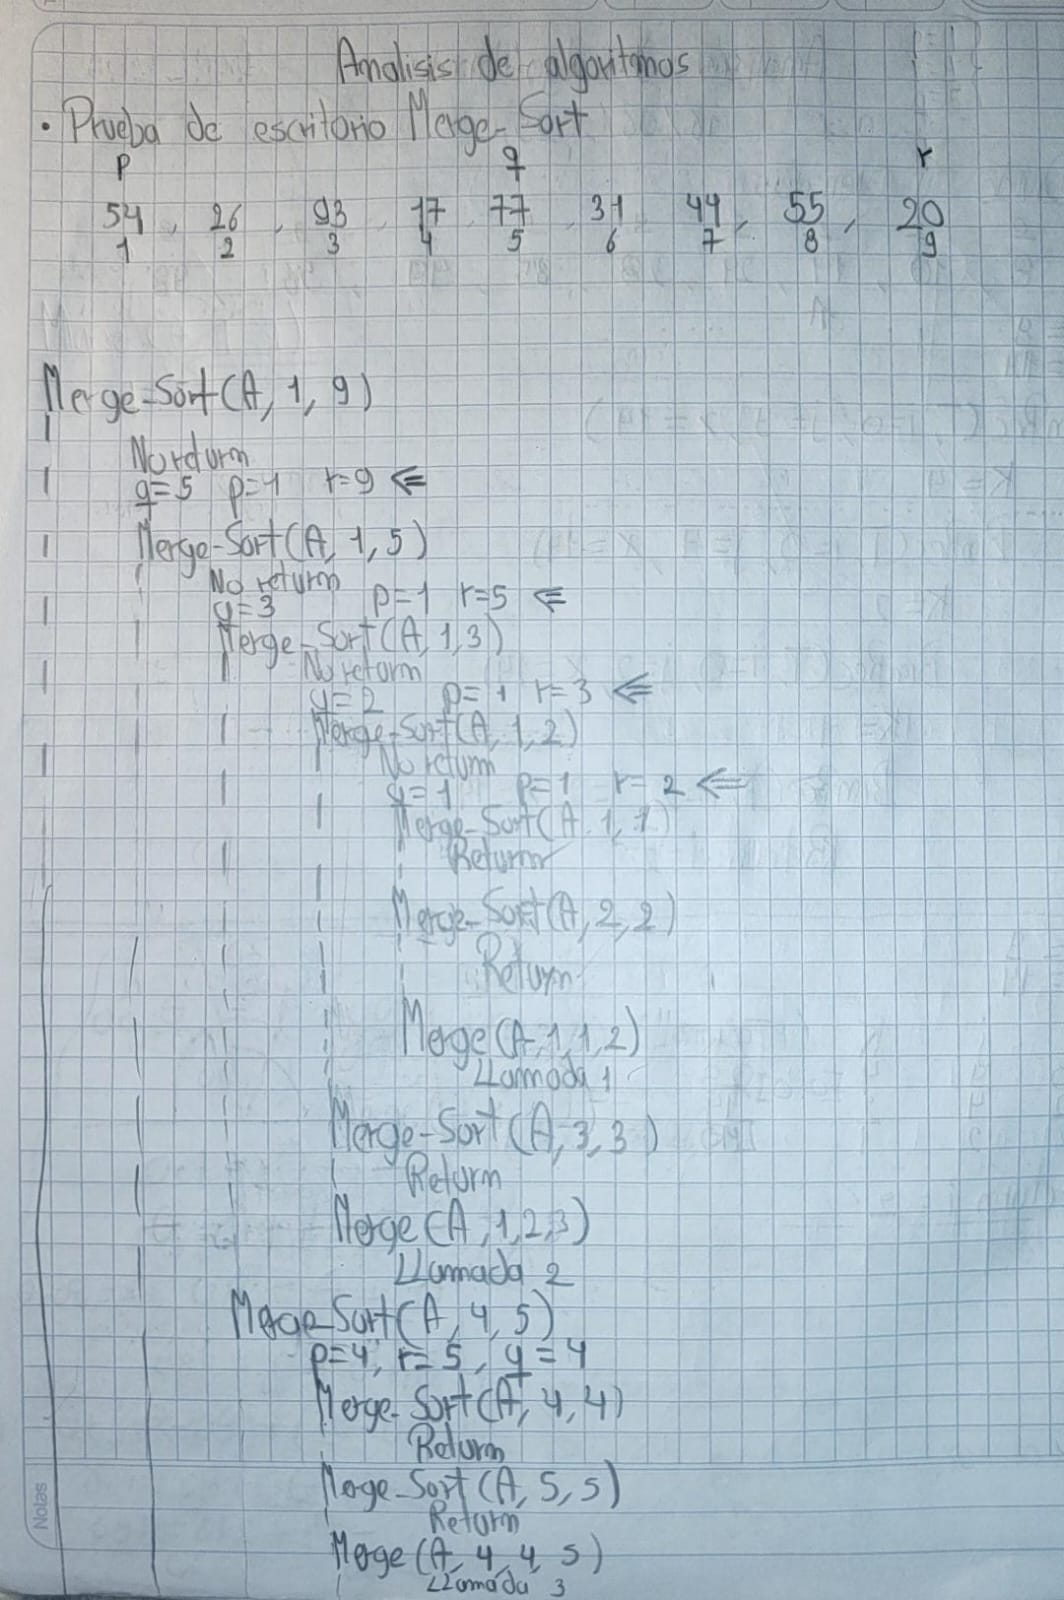 Analisis de algoritmos
• Prueba de escritorio Merge-Sort
p q r
54, 26, 93, 17 77, 31, 44, 55, 20
1 2 3 4 5 6 7 8 9
Merge-Sort(A, 1, 9)
No return
q=5 p=1 r=9 ⇐
Merge-Sort(A, 1, 5)
No return
q=3 p=1 r=5 ⇐
Merge-Sort(A, 1, 3)
No return
q=2 p=1 r=3 ⇐
Merge-Sort(A, 1, 2)
No return
q=1 p=1 r=2 ⇐
Merge-Sort(A, 1, 1)
Return
Merge-Sort(A, 2, 2)
Return
Merge(A, 1, 1, 2)
Llamada 1
Merge-Sort(A, 3, 3)
Return
Merge(A, 1, 2, 3)
Llamada 2
Merge-Sort(A, 4, 5)
p=4, r=5, q=4
Merge-Sort(A, 4, 4)
Return
Merge-Sort(A, 5, 5)
Return
Merge(A, 4, 4, 5)
Llamada 3
Notas